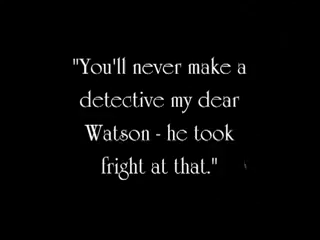 "You'll never make a
detective my dear
Watson - he took
fright at that."